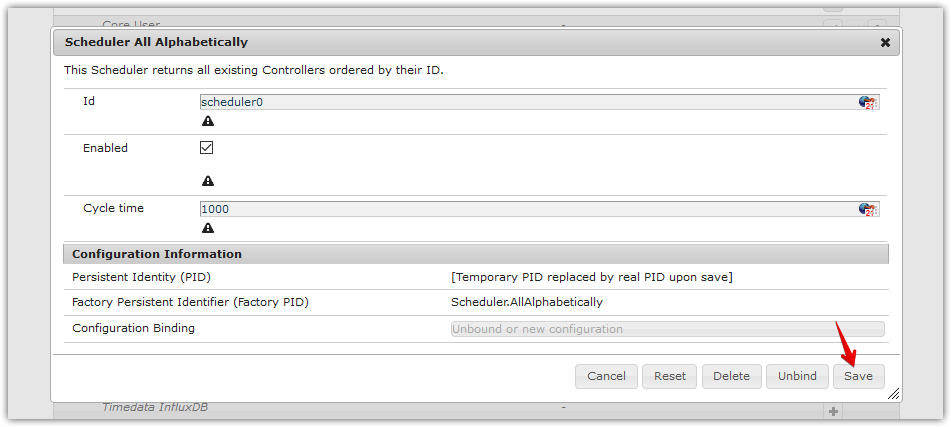 Core User -
Scheduler All Alphabetically
This Scheduler returns all existing Controllers ordered by their ID.
Id scheduler0
Enabled
Cycle time 1000
Configuration Information
Persistent Identity (PID) [Temporary PID replaced by real PID upon save]
Factory Persistent Identifier (Factory PID) Scheduler.AllAlphabetically
Configuration Binding Unbound or new configuration
Cancel Reset Delete Unbind Save
Timedata InfluxDB -